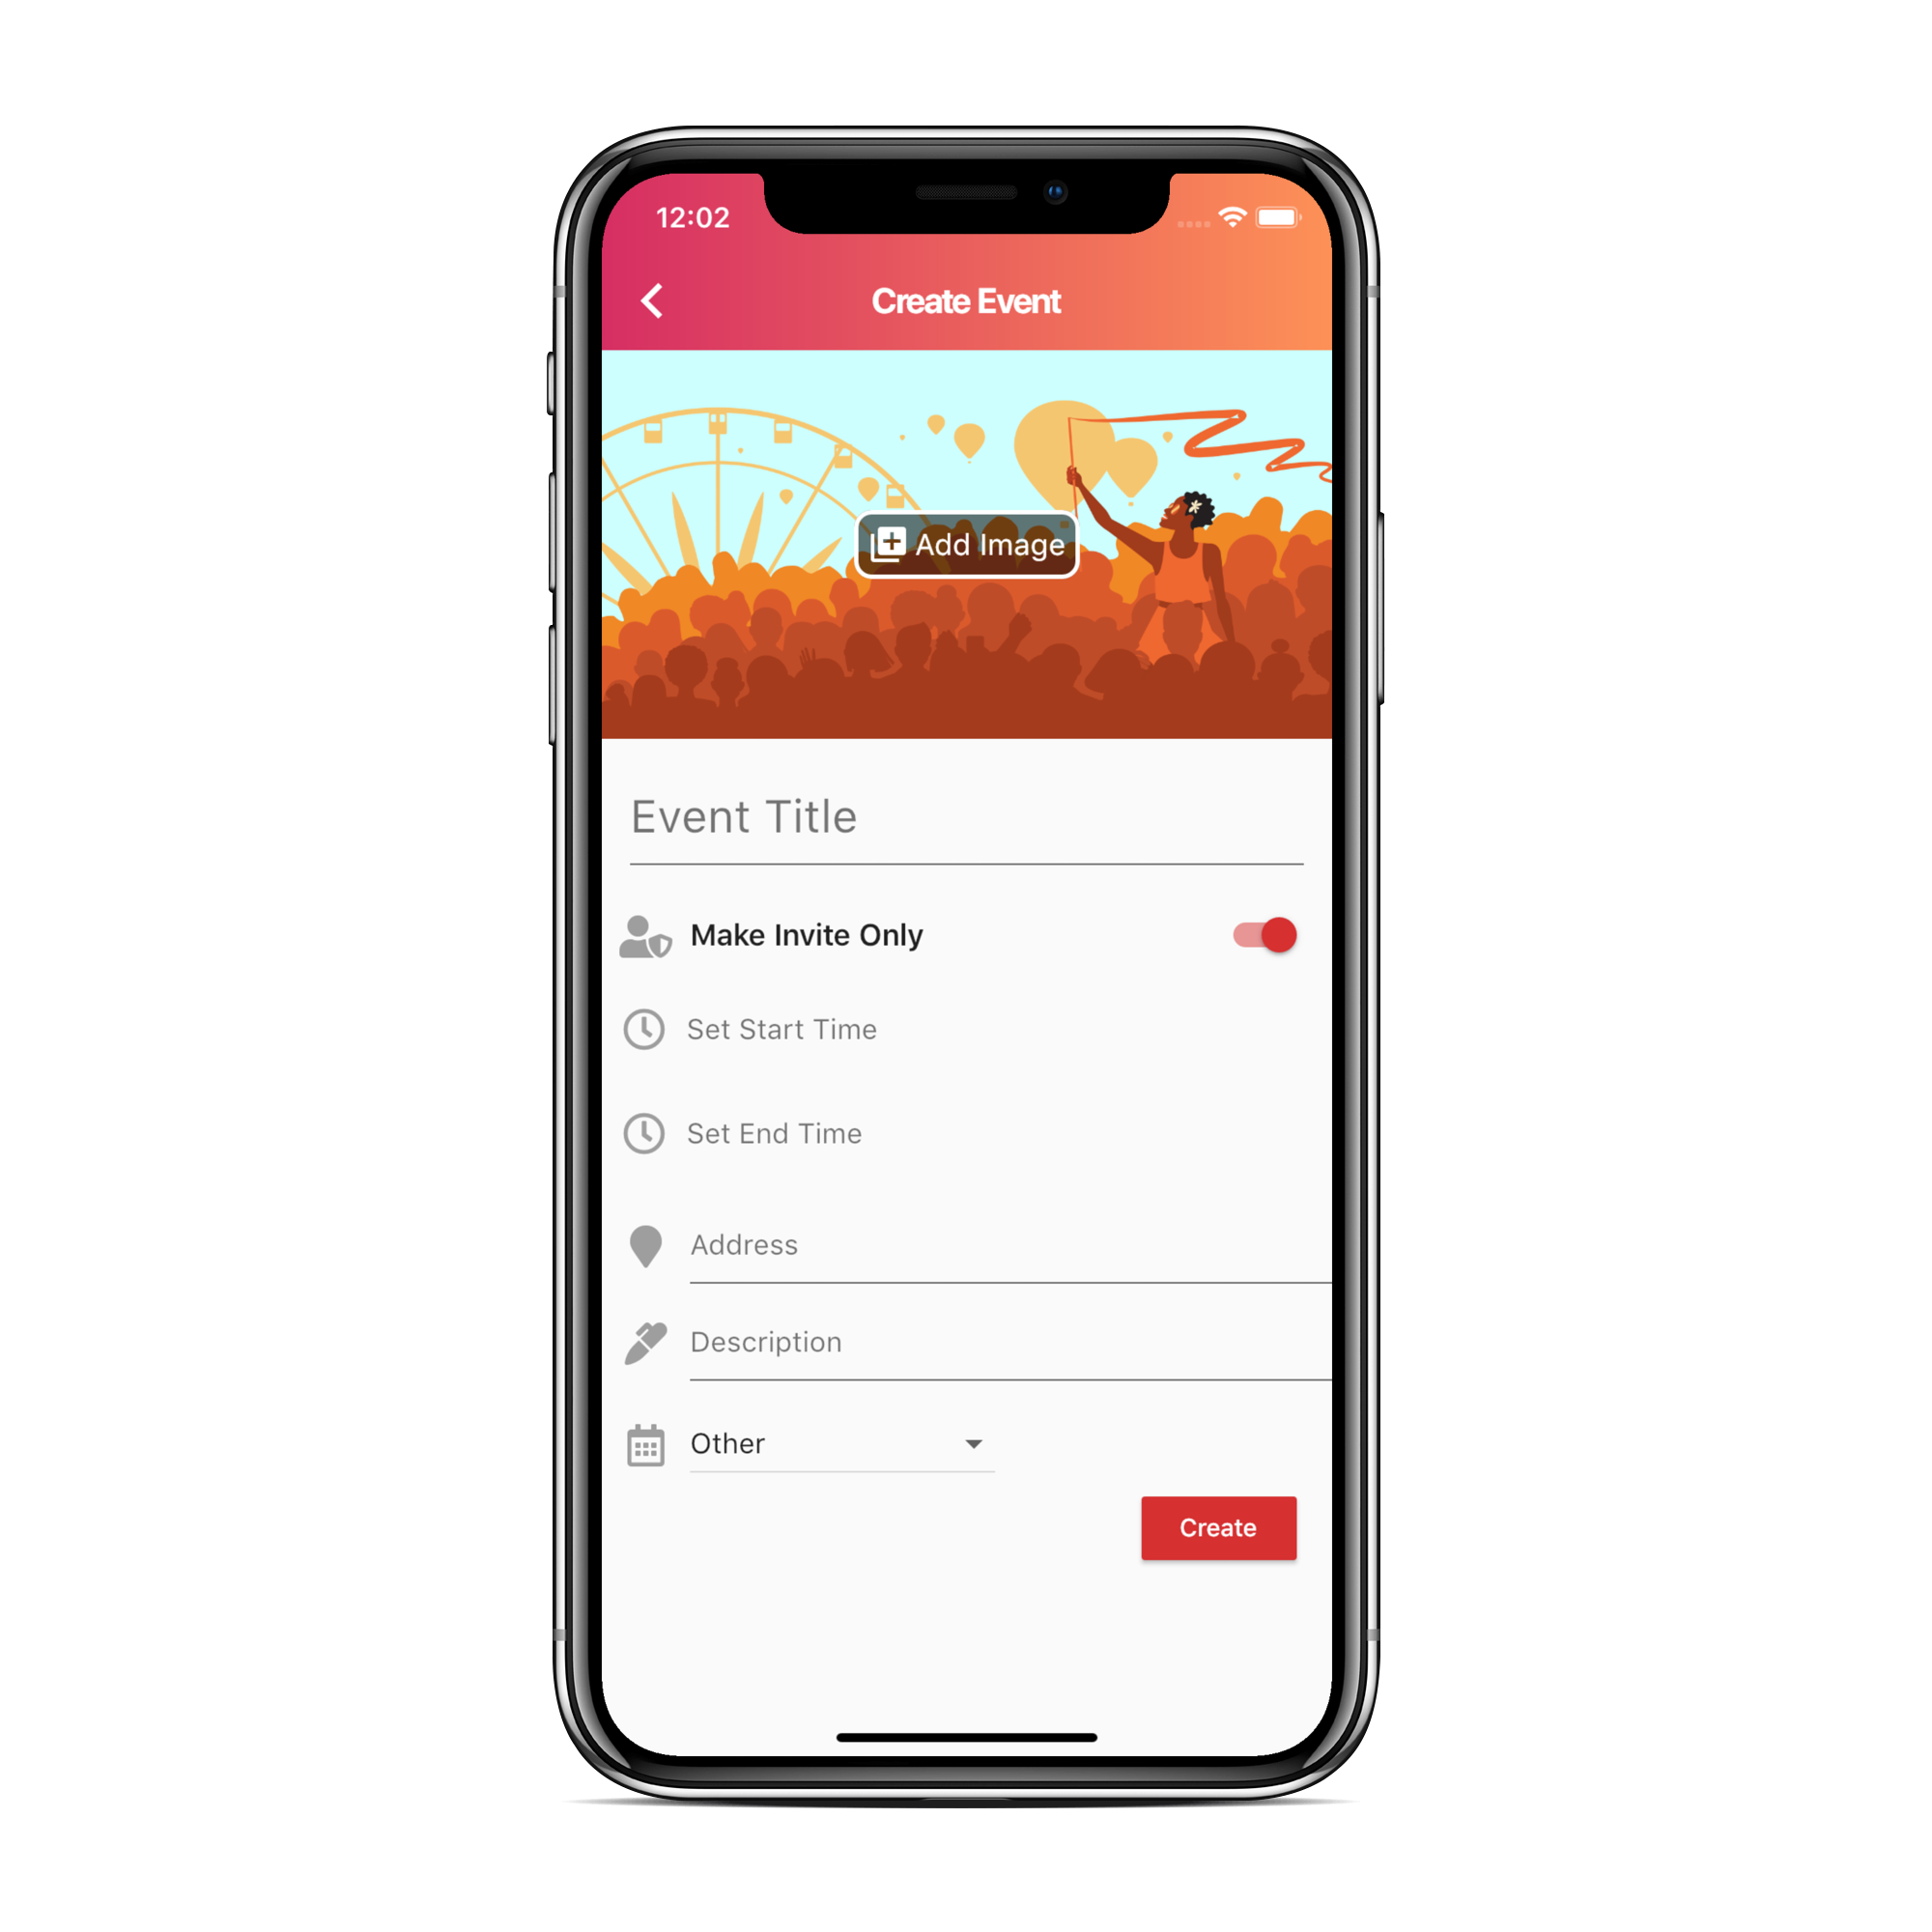 12:02
Create Event
Add Image
Event Title
Make Invite Only
Set Start Time
Set End Time
Address
Description
Other
Create